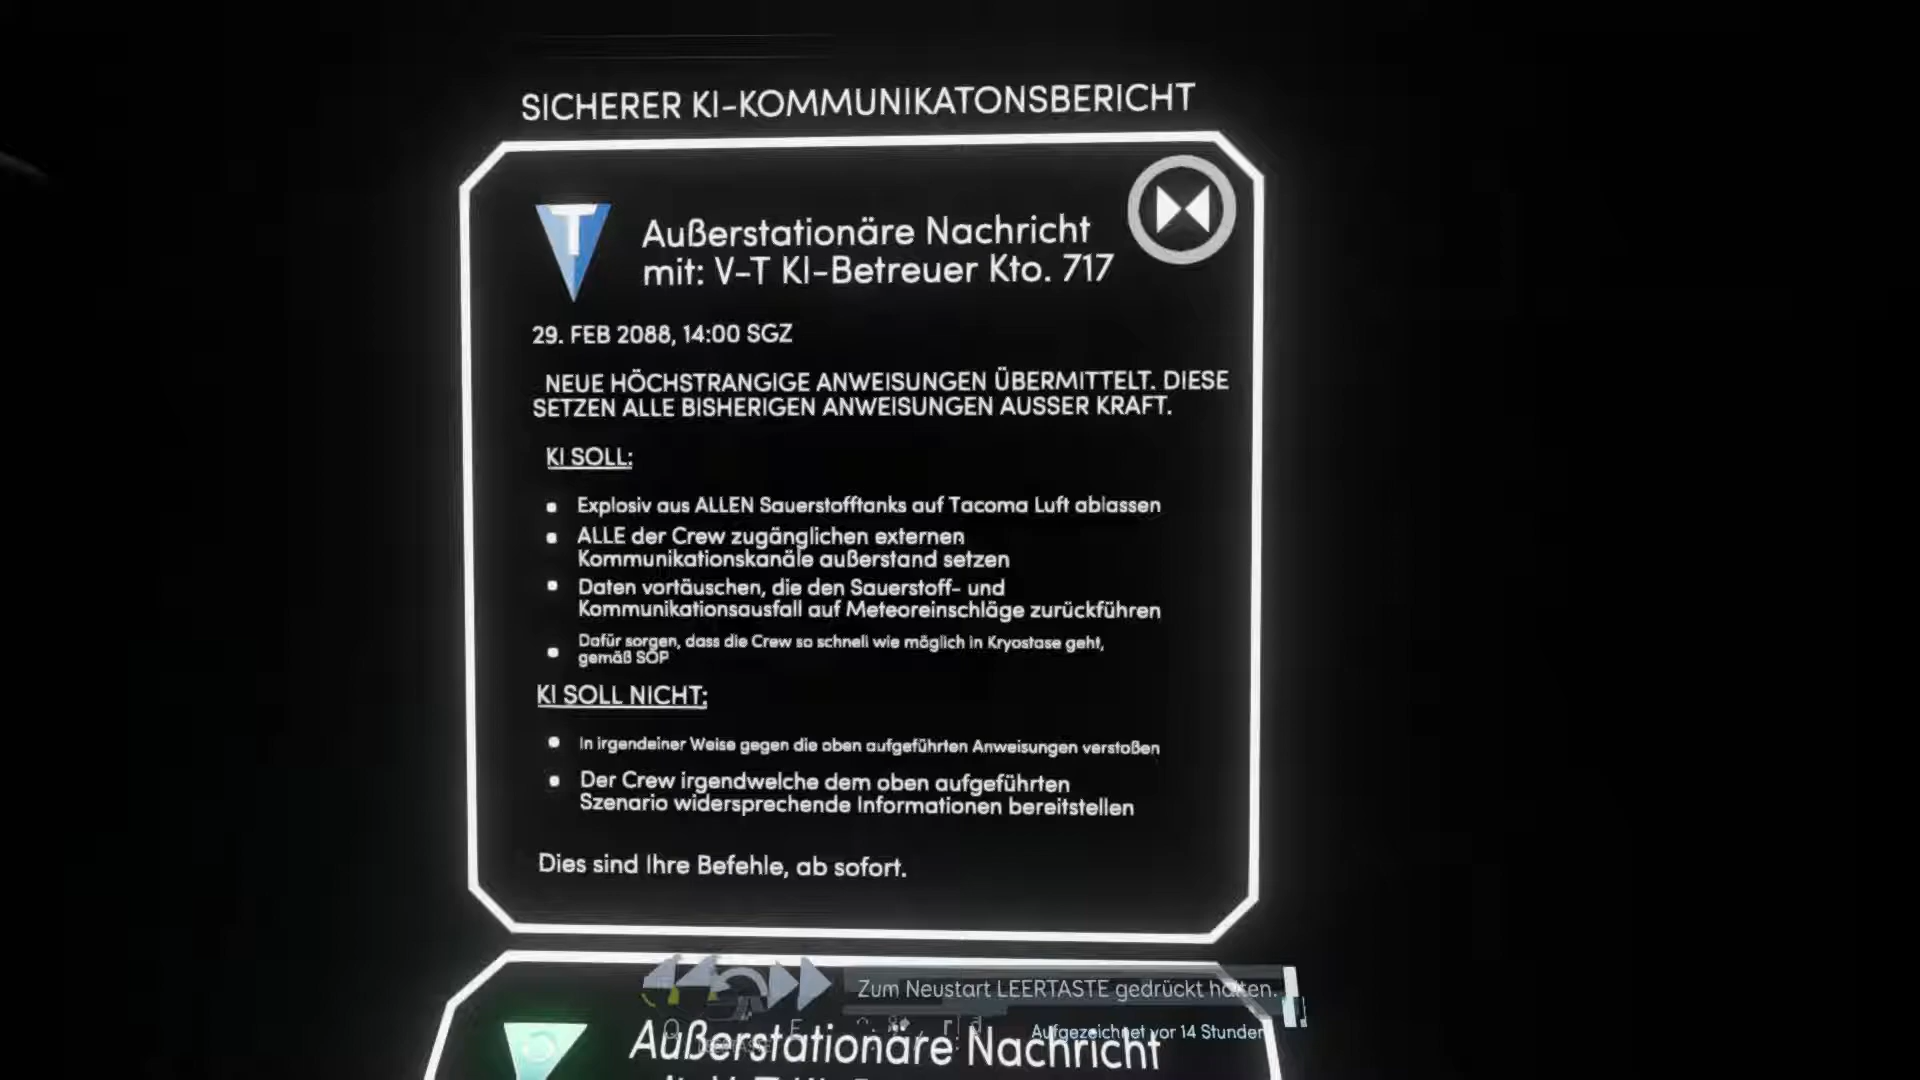 SICHERER KI-KOMMUNIKATONSBERICHT
T
Außerstationäre Nachricht
mit: V-T KI-Betreuer Kto. 717
29. FEB 2088, 14:00 SGZ
NEUE HÖCHSTRANGIGE ANWEISUNGEN ÜBERMITTELT. DIESE
SETZEN ALLE BISHERIGEN ANWEISUNGEN AUSSER KRAFT.
KI SOLL:
Explosiv aus ALLEN Sauerstofftanks auf Tacoma Luft ablassen
ALLE der Crew zugänglichen externen
Kommunikationskanäle außerstand setzen
Daten vortäuschen, die den Sauerstoff- und
Kommunikationsausfall auf Meteoreinschläge zurückführen
Dafür sorgen, dass die Crew so schnell wie möglich in Kryostase geht,
gemäß SOP
KI SOLL NICHT:
In irgendeiner Weise gegen die oben aufgeführten Anweisungen verstoßen
Der Crew irgendwelche dem oben aufgeführten
Szenario widersprechende Informationen bereitstellen
Dies sind Ihre Befehle, ab sofort.
Zum Neustart LEERTASTE gedrückt halten.
Aufgezeichnet vor 14 Stunden
Außerstationäre Nachricht